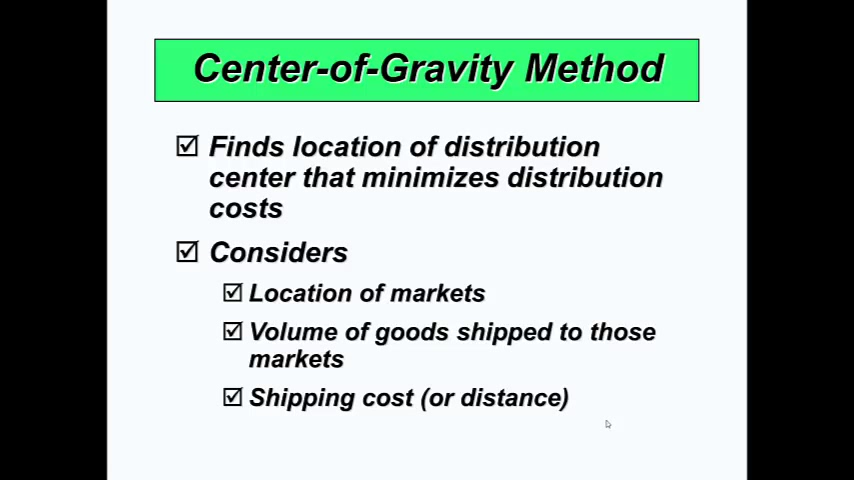 Center-of-Gravity Method
Finds location of distribution
center that minimizes distribution
costs
Considers
Location of markets
Volume of goods shipped to those
markets
Shipping cost (or distance)